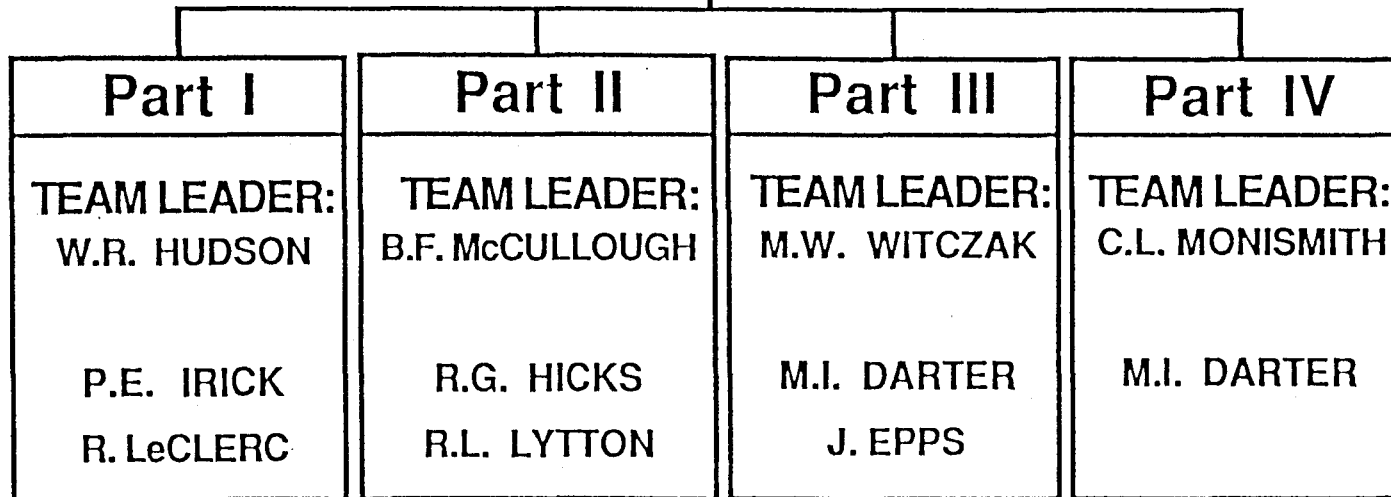 Part I
TEAM LEADER:
W.R. HUDSON
P.E. IRICK
R. LeCLERC
Part II
TEAM LEADER:
B.F. McCULLOUGH
R.G. HICKS
R.L. LYTTON
Part III
TEAM LEADER:
M.W. WITCZAK
M.I. DARTER
J. EPPS
Part IV
TEAM LEADER:
C.L. MONISMITH
M.I. DARTER